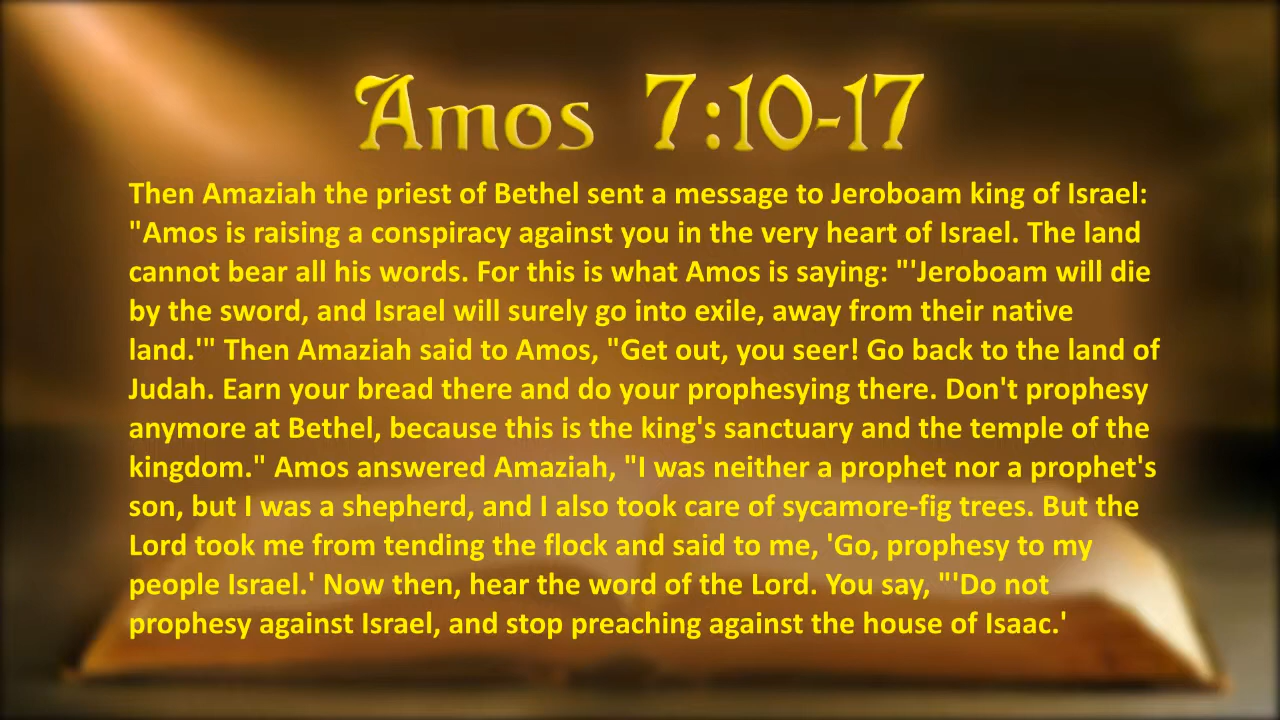 Amos 7:10-17
Then Amaziah the priest of Bethel sent a message to Jeroboam king of Israel:
"Amos is raising a conspiracy against you in the very heart of Israel. The land
cannot bear all his words. For this is what Amos is saying: "'Jeroboam will die
by the sword, and Israel will surely go into exile, away from their native
land.'" Then Amaziah said to Amos, "Get out, you seer! Go back to the land of
Judah. Earn your bread there and do your prophesying there. Don't prophesy
anymore at Bethel, because this is the king's sanctuary and the temple of the
kingdom." Amos answered Amaziah, "I was neither a prophet nor a prophet's
son, but I was a shepherd, and I also took care of sycamore-fig trees. But the
Lord took me from tending the flock and said to me, 'Go, prophesy to my
people Israel.' Now then, hear the word of the Lord. You say, "'Do not
prophesy against Israel, and stop preaching against the house of Isaac.'